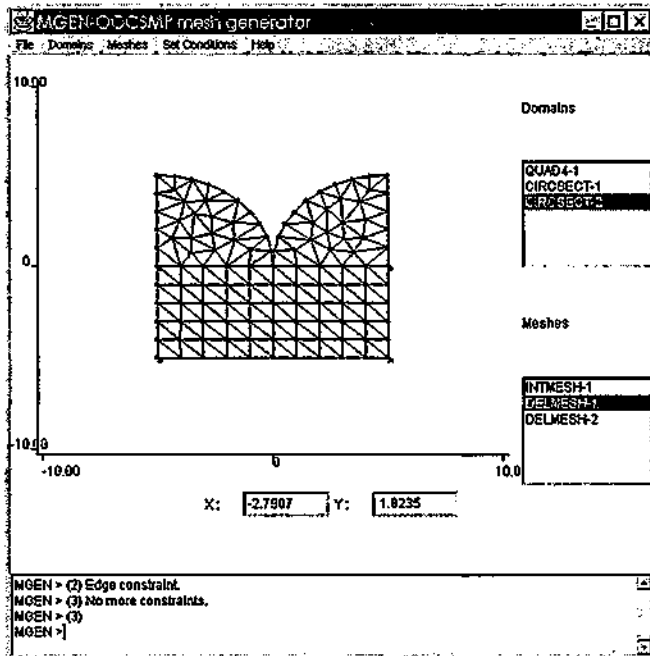 MGEN-OOCSMP mesh generator
File Domains Meshes Set Conditions Help
10.00
Domains
QUAD4-1
CIRCSECT-1
CIRCSECT-2
0
Meshes
INTMESH-1
DELMESH-1
DELMESH-2
-10.00
-10.00 0 10.0
X: -2.7907 Y: 1.8235
MGEN > (2) Edge constraint.
MGEN > (3) No more constraints.
MGEN > (3)
MGEN >